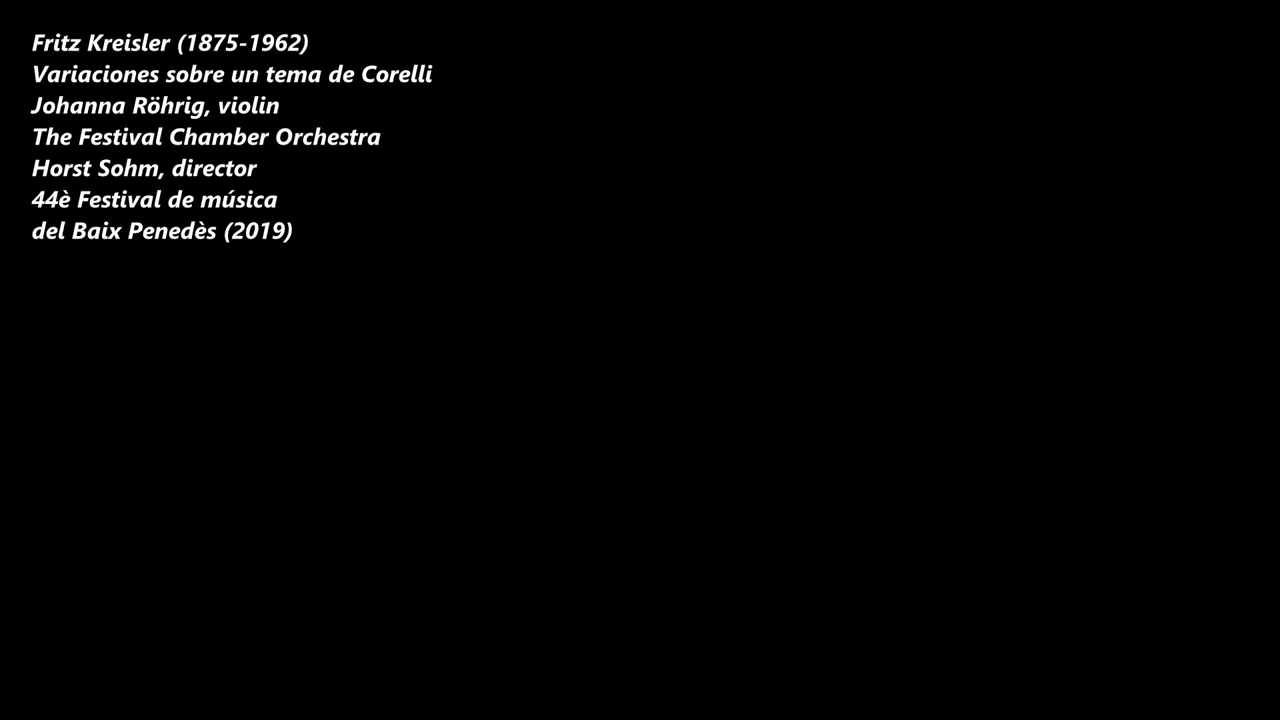 Fritz Kreisler (1875-1962)
Variaciones sobre un tema de Corelli
Johanna Röhrig, violin
The Festival Chamber Orchestra
Horst Sohm, director
44è Festival de música
del Baix Penedès (2019)